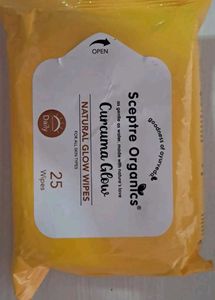 OPEN
Sceptre Organics®
as gentle as water, made with nature's love
goodness of ayurveda
Curcuma Glow
NATURAL GLOW WIPES
FOR ALL SKIN TYPES
Daily
25
Wipes